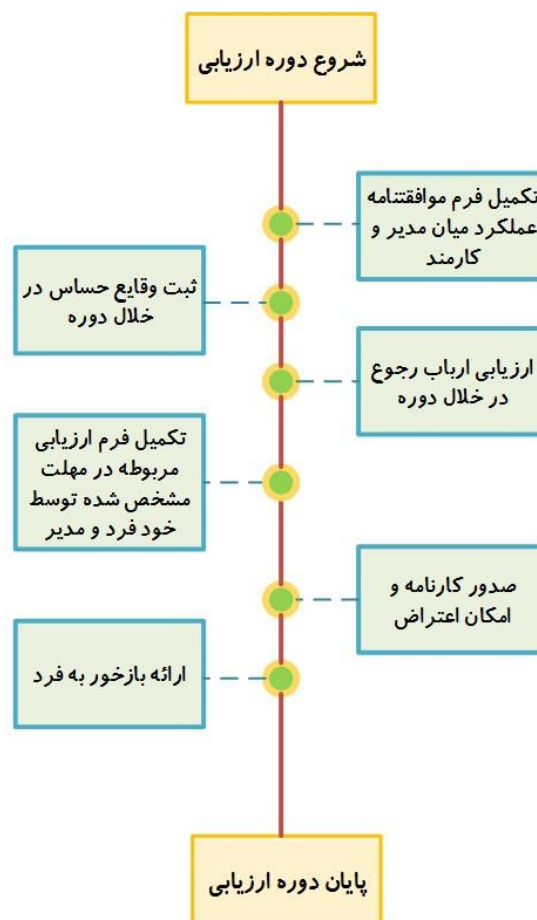 شروع دوره ارزیابی
تکمیل فرم موافقتنامه
عملکرد میان مدیر و
کارمند
ثبت وقایع حساس در
خلال دوره
ارزیابی ارباب رجوع
در خلال دوره
تکمیل فرم ارزیابی
مربوطه در مهلت
مشخص شده توسط
خود فرد و مدیر
صدور کارنامه و
امکان اعتراض
ارائه بازخور به فرد
پایان دوره ارزیابی